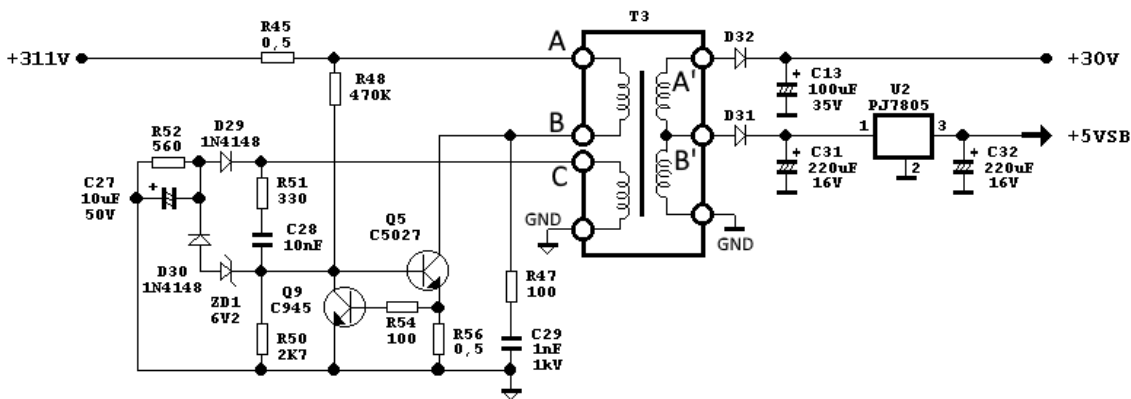 T3
R45
0,5
A
D32
+311V
+30V
R48
470K
A'
C13
100uF
35V
U2
PJ7805
D31
B
1
3
+5VSB
R52
560
D29
1N4148
B'
C31
220uF
16V
2
C32
220uF
16V
C
C27
10uF
50V
R51
330
GND
GND
C28
10nF
Q5
C5027
D30
1N4148
ZD1
6V2
Q9
C945
R47
100
R50
2K7
R54
100
R56
0,5
C29
1nF
1kV
+
+
+
+